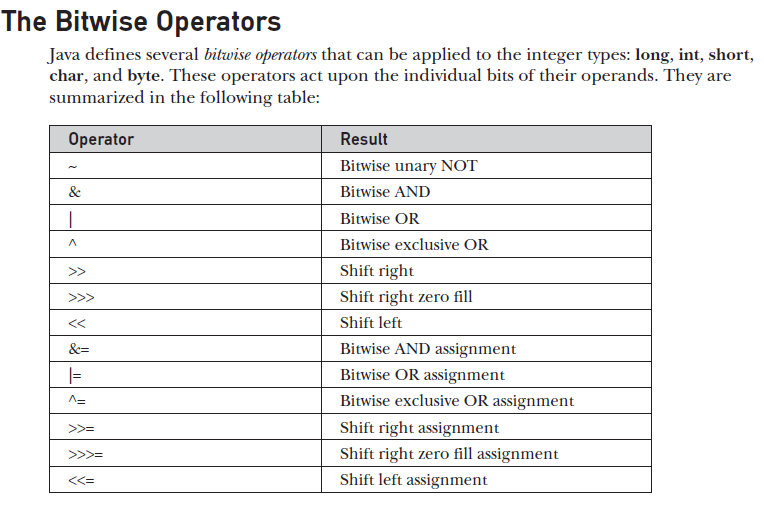 The Bitwise Operators
Java defines several bitwise operators that can be applied to the integer types: long, int, short,
char, and byte. These operators act upon the individual bits of their operands. They are
summarized in the following table:
Operator Result
~ Bitwise unary NOT
& Bitwise AND
| Bitwise OR
^ Bitwise exclusive OR
>> Shift right
>>> Shift right zero fill
<< Shift left
&= Bitwise AND assignment
|= Bitwise OR assignment
^= Bitwise exclusive OR assignment
>>= Shift right assignment
>>>= Shift right zero fill assignment
<<= Shift left assignment